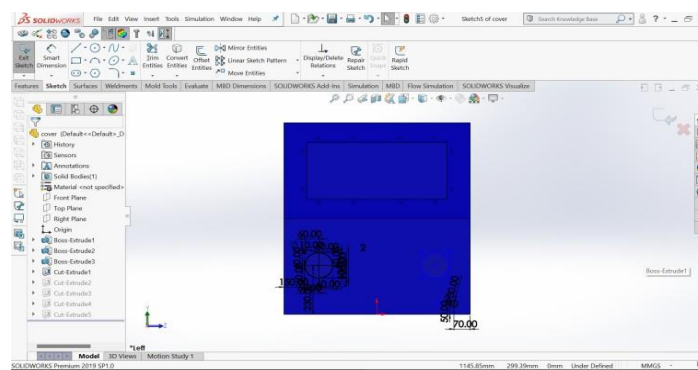 SOLIDWORKS File Edit View Insert Tools Simulation Window Help Sketch5 of cover Search Knowledge Base
Exit Sketch Smart Dimension Trim Entities Convert Entities Offset Entities Mirror Entities Linear Sketch Pattern Move Entities Display/Delete Relations Repair Sketch Quick Snaps Rapid Sketch
Features Sketch Surfaces Weldments Mold Tools Evaluate MBD Dimensions SOLIDWORKS Add-Ins Simulation MBD Flow Simulation SOLIDWORKS Visualize
cover (Default<<Default>_D
History
Sensors
Annotations
Solid Bodies(1)
Material <not specified>
Front Plane
Top Plane
Right Plane
Origin
Boss-Extrude1
Boss-Extrude2
Boss-Extrude3
Cut-Extrude1
Cut-Extrude2
Cut-Extrude3
Cut-Extrude4
Cut-Extrude5
60.00
2
70.00
Boss-Extrude1
*Left
Model 3D Views Motion Study 1
SOLIDWORKS Premium 2019 SP1.0 1145.85mm 299.39mm 0mm Under Defined MMGS